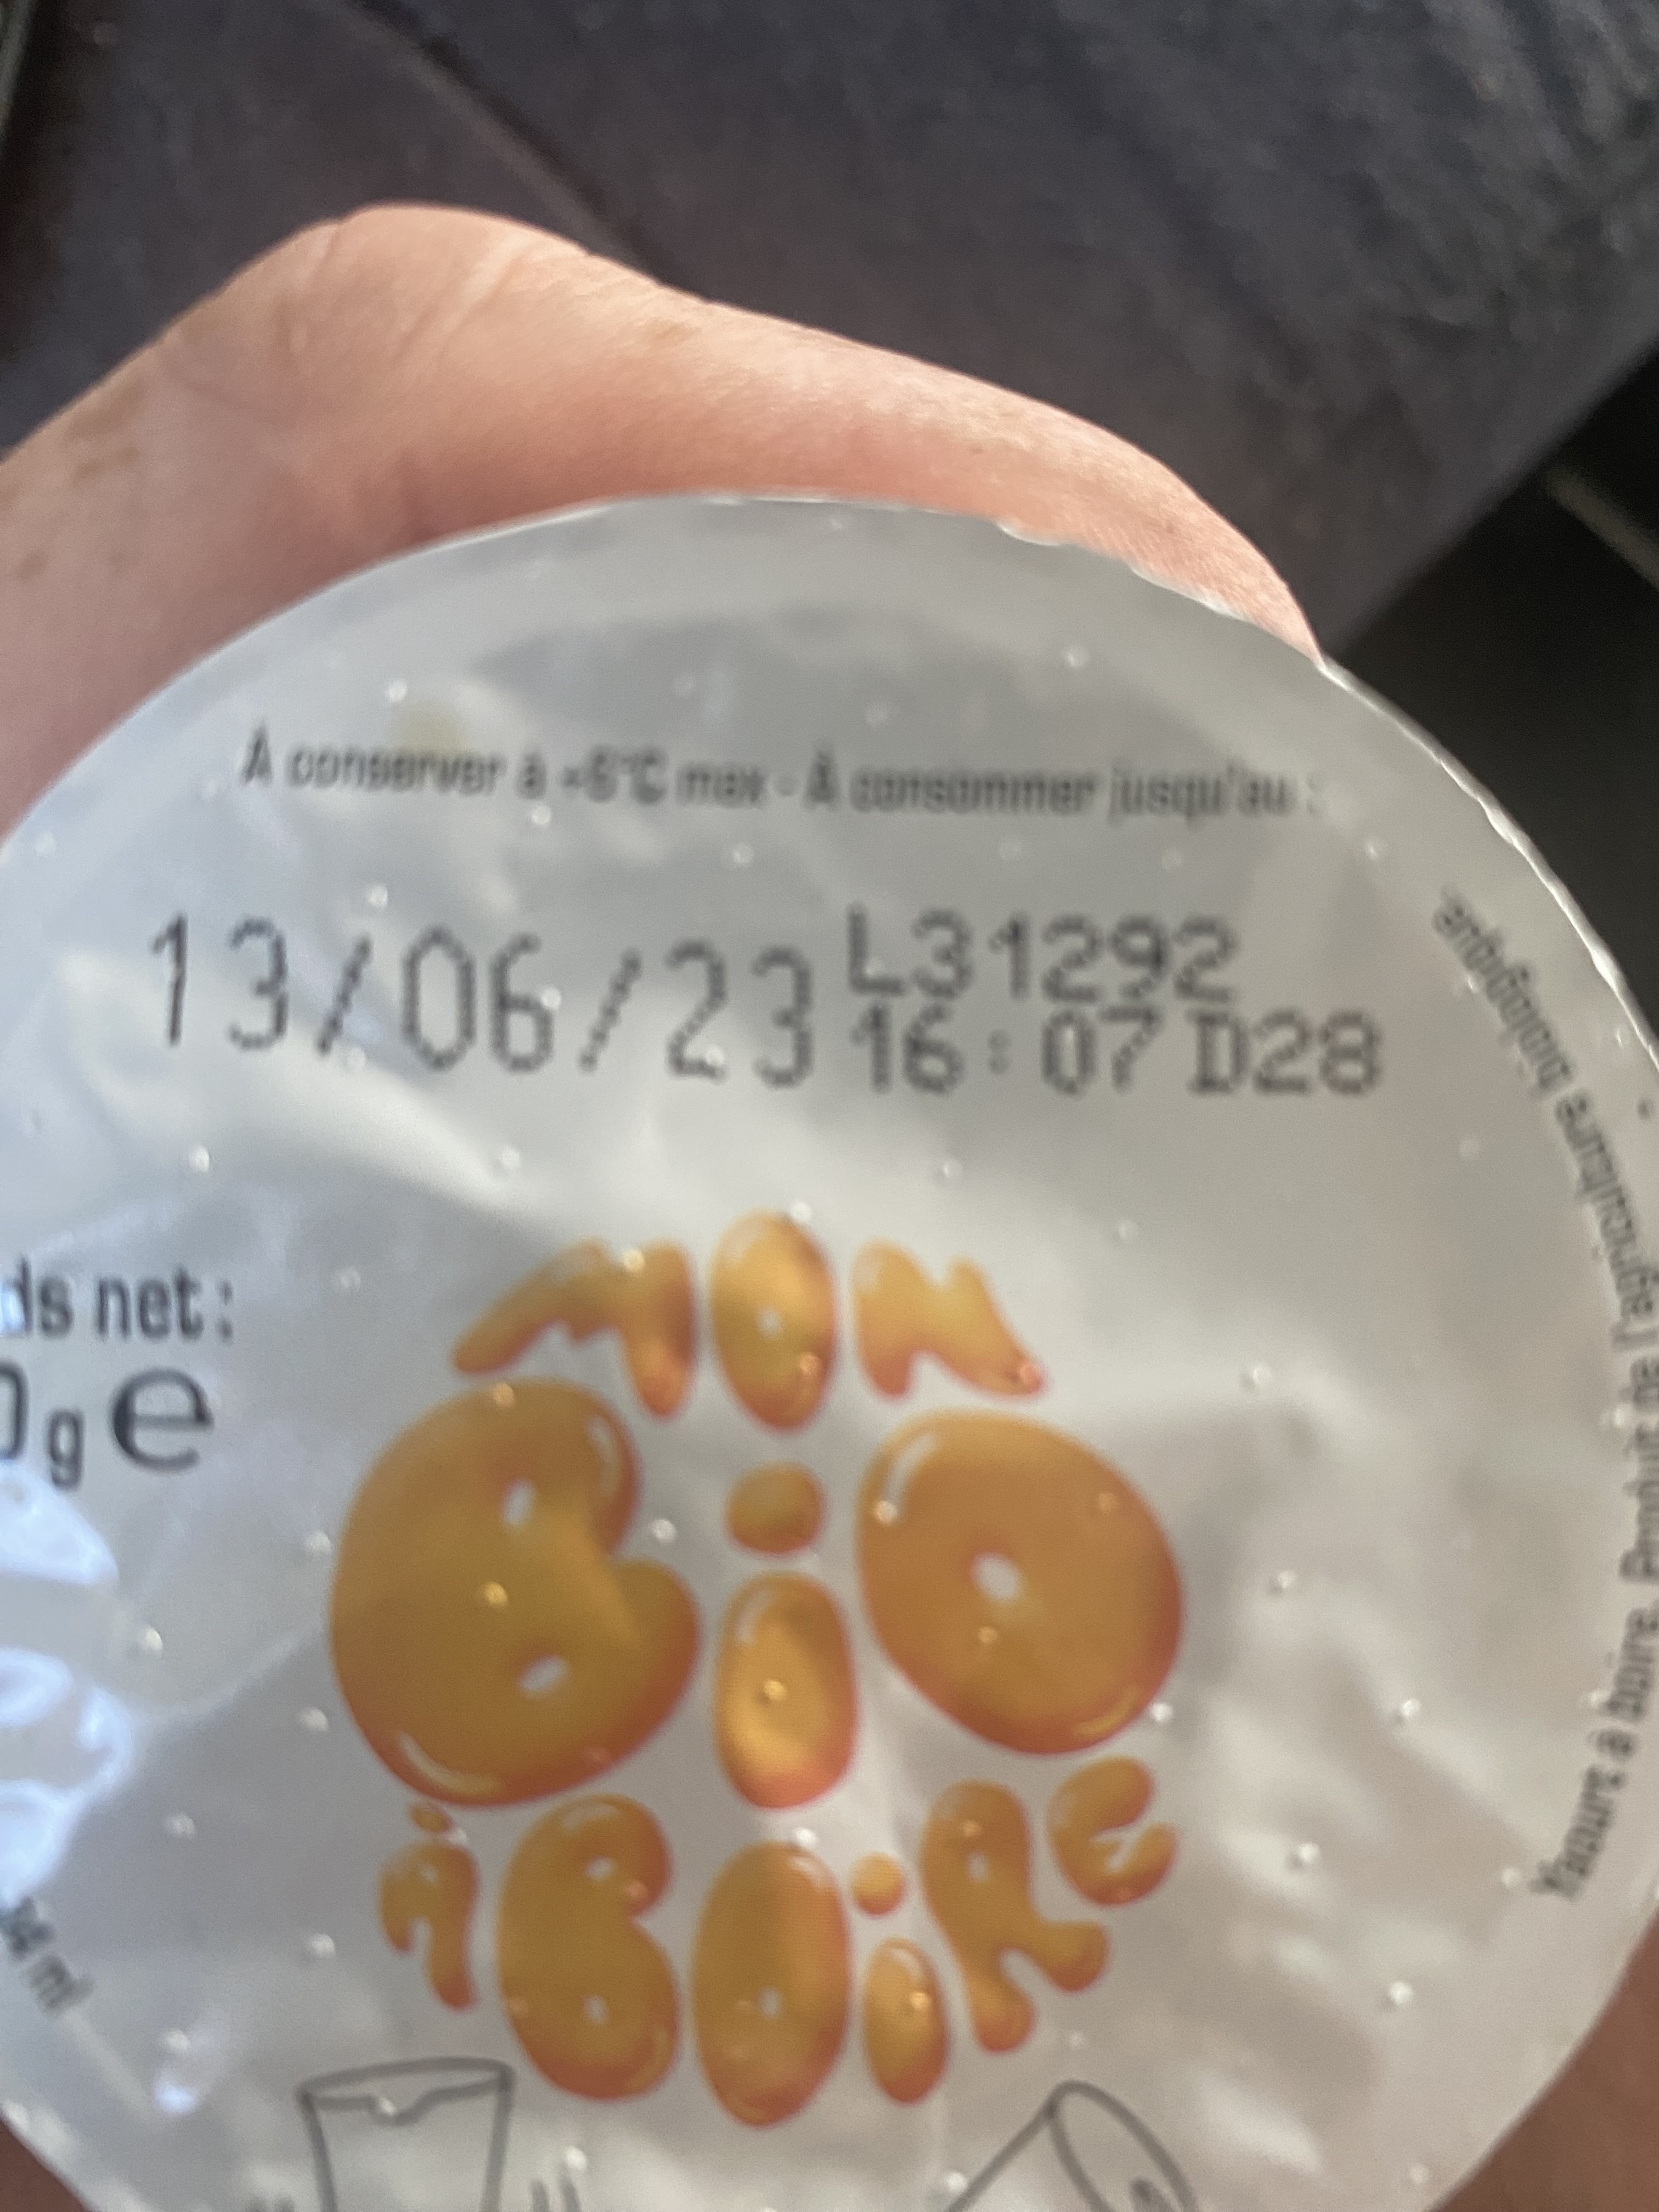 À conserver à +6°C max - À consommer jusqu'au :
13/06/23 L31292
16:07 D28
ds net:
0g e
MON
BiO
à BOiRE
Yaourt à boire. Produit de l'agriculture biologique.
ml